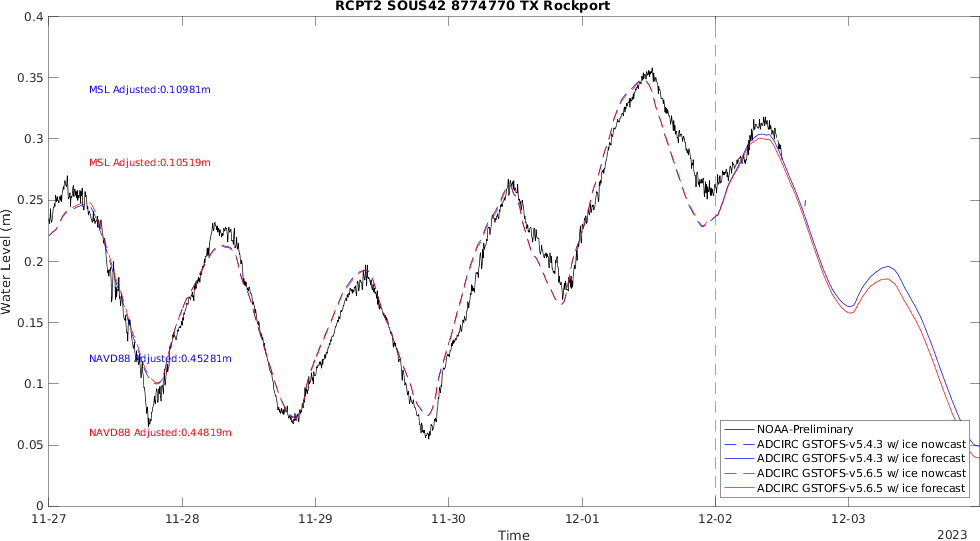 RCPT2 SOUS42 8774770 TX Rockport
0.4
0.35
0.3
0.25
0.2
0.15
0.1
0.05
0
Water Level (m)
MSL Adjusted:0.10981m
MSL Adjusted:0.10519m
NAVD88 Adjusted:0.45281m
NAVD88 Adjusted:0.44819m
NOAA-Preliminary
ADCIRC GSTOFS-v5.4.3 w/ ice nowcast
ADCIRC GSTOFS-v5.4.3 w/ ice forecast
ADCIRC GSTOFS-v5.6.5 w/ ice nowcast
ADCIRC GSTOFS-v5.6.5 w/ ice forecast
11-27 11-28 11-29 11-30 12-01 12-02 12-03
Time
2023